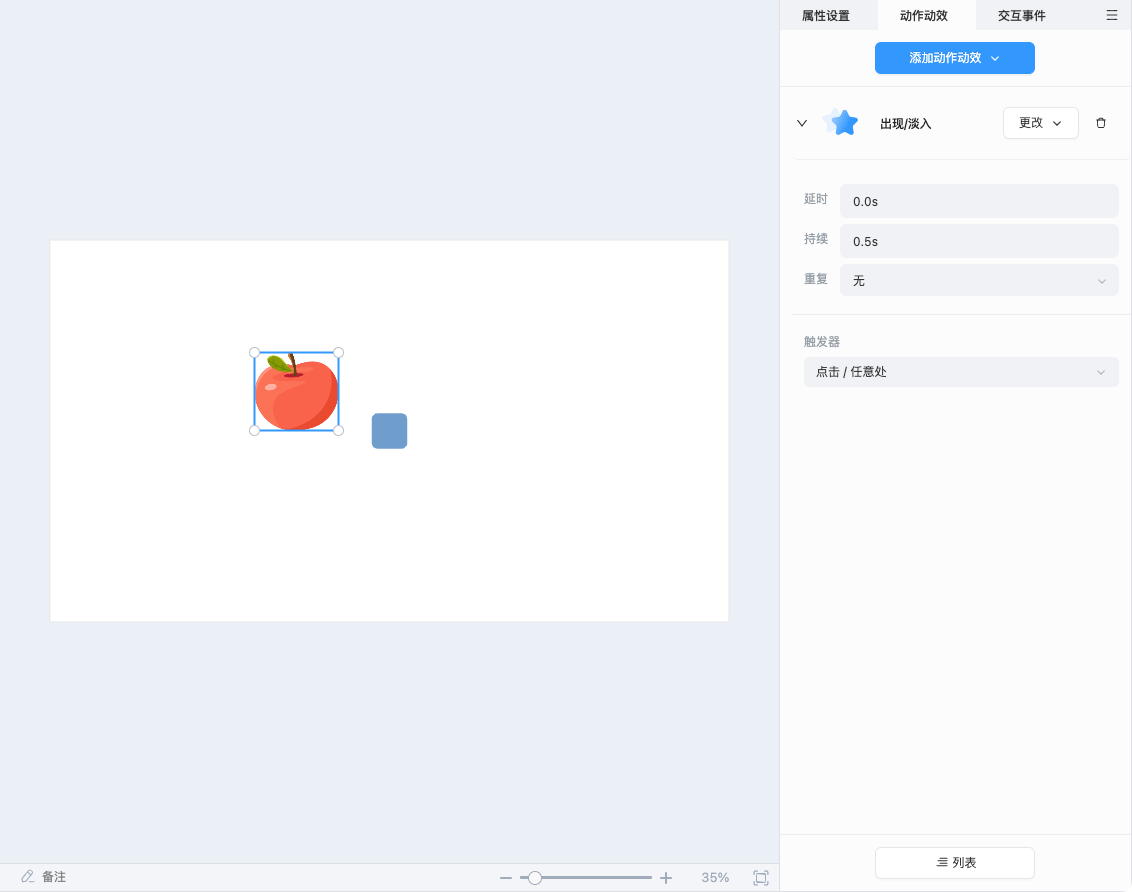 属性设置
动作动效
交互事件
添加动作动效
出现/淡入
更改
延时
0.0s
持续
0.5s
重复
无
触发器
点击 / 任意处
备注
35%
列表